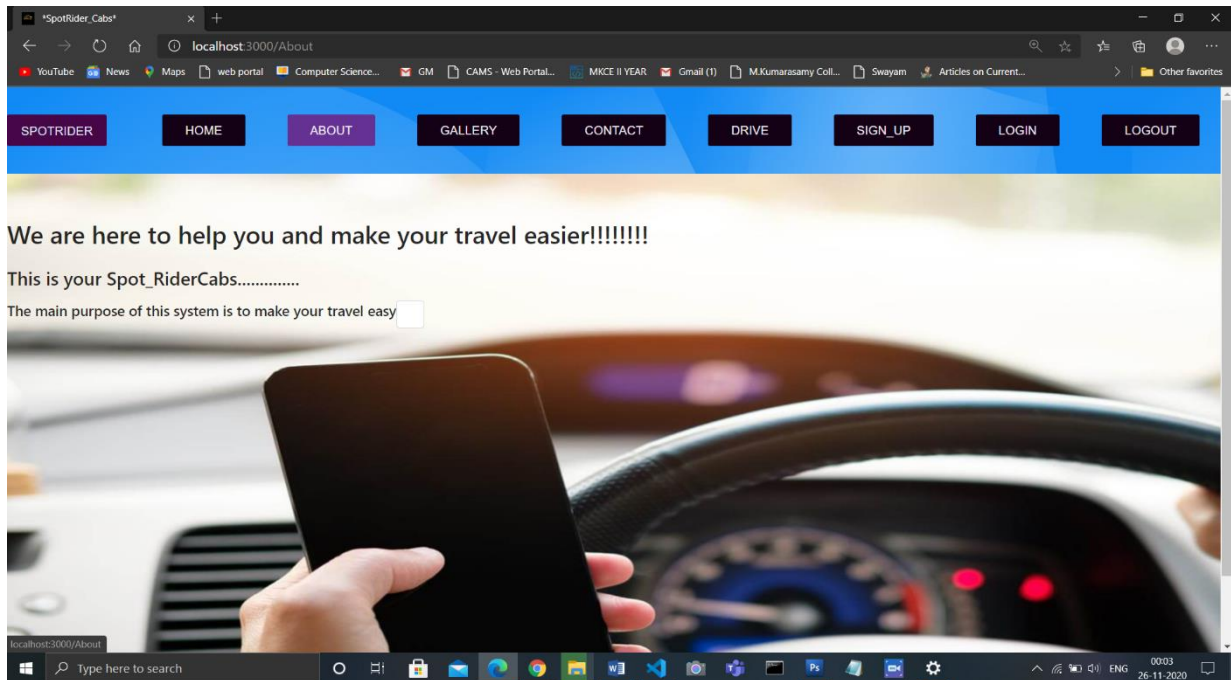 *SpotRider_Cabs*
localhost:3000/About
YouTube News Maps web portal Computer Science... GM CAMS - Web Portal... MKCE II YEAR Gmail (1) M.Kumarasamy Coll... Swayam Articles on Current... Other favorites
SPOTRIDER HOME ABOUT GALLERY CONTACT DRIVE SIGN_UP LOGIN LOGOUT
We are here to help you and make your travel easier!!!!!!!!
This is your Spot_RiderCabs..............
The main purpose of this system is to make your travel easy
localhost:3000/About
Type here to search
ENG
00:03
26-11-2020